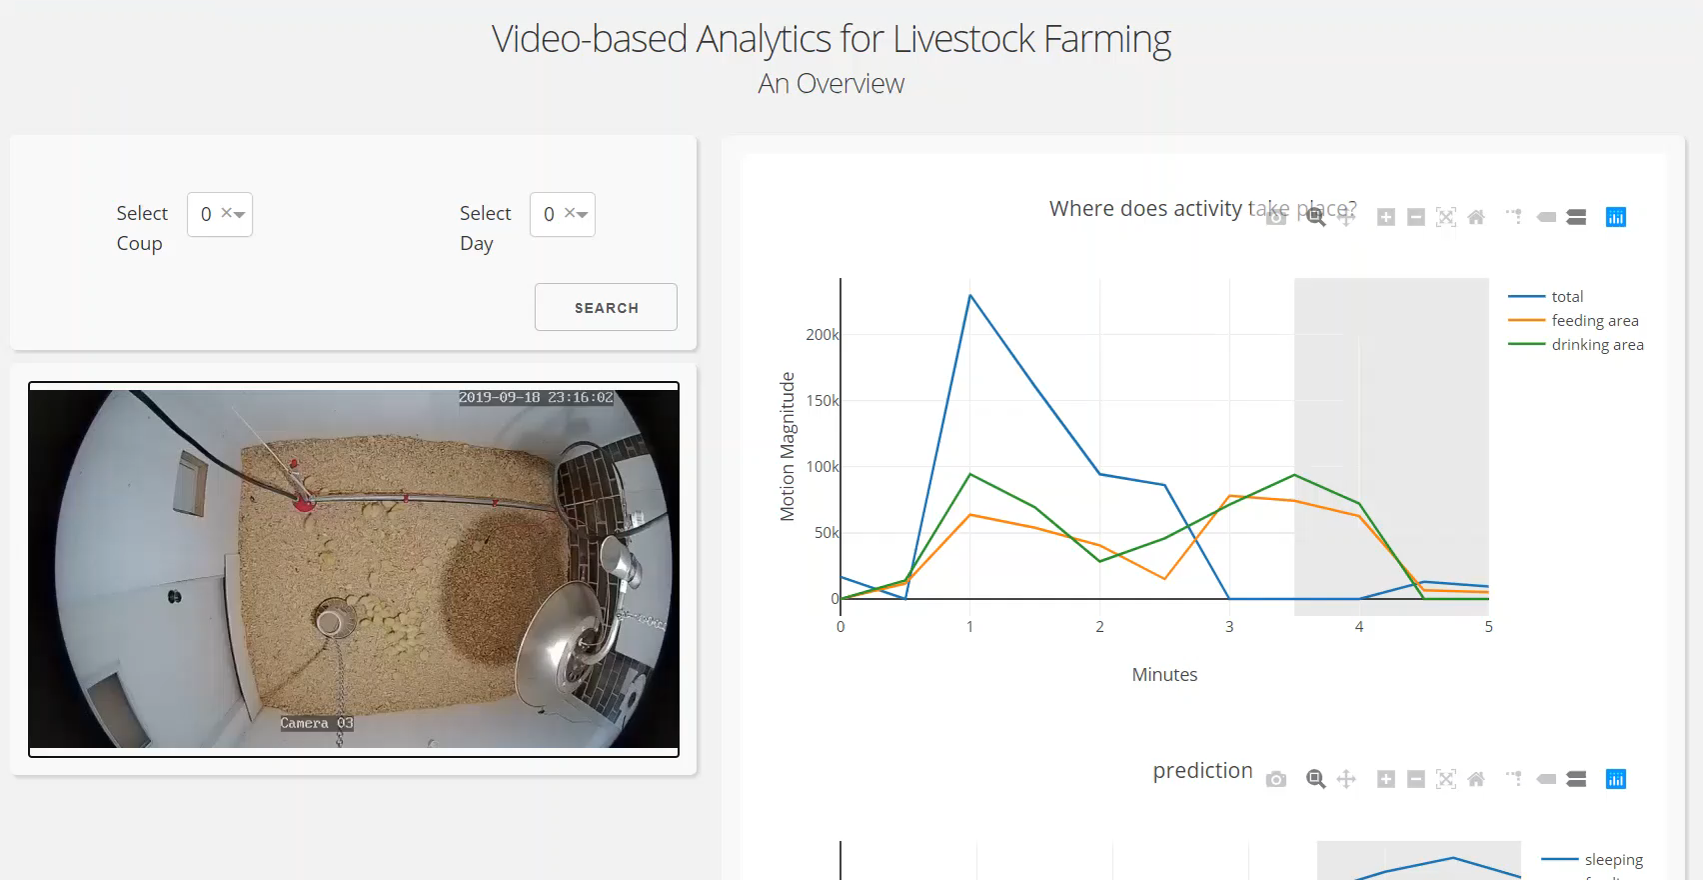 Video-based Analytics for Livestock Farming
An Overview
Select Coup
0
Select Day
0
SEARCH
2019-09-18 23:16:02
Camera 03
Where does activity take place?
Motion Magnitude
200k
150k
100k
50k
0
0 1 2 3 4 5
Minutes
total
feeding area
drinking area
prediction
sleeping